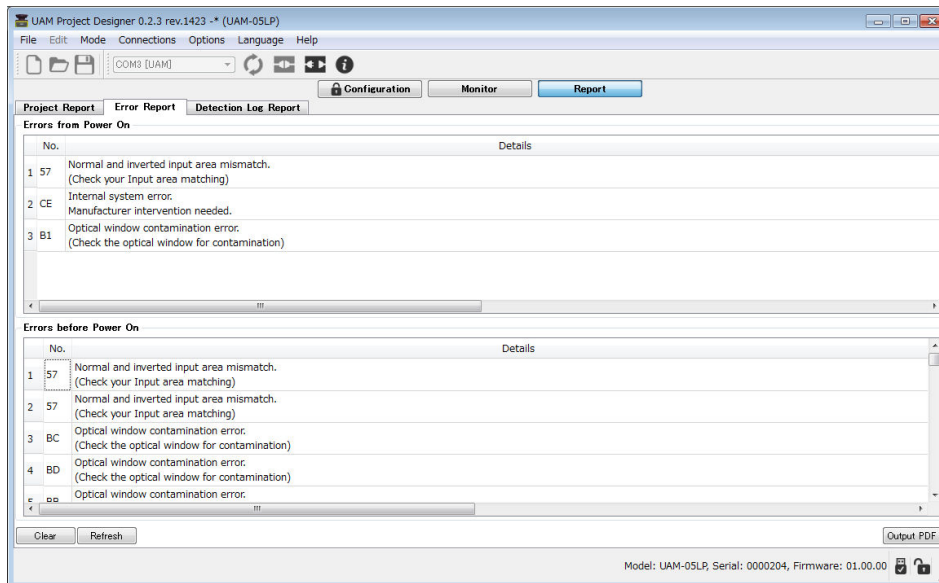 UAM Project Designer 0.2.3 rev.1423 -* (UAM-05LP)
File Edit Mode Connections Options Language Help
COM3 [UAM]
Configuration Monitor Report
Project Report Error Report Detection Log Report
Errors from Power On
No. Details
1 57 Normal and inverted input area mismatch.
(Check your Input area matching)
2 CE Internal system error.
Manufacturer intervention needed.
3 B1 Optical window contamination error.
(Check the optical window for contamination)
Errors before Power On
No. Details
1 57 Normal and inverted input area mismatch.
(Check your Input area matching)
2 57 Normal and inverted input area mismatch.
(Check your Input area matching)
3 BC Optical window contamination error.
(Check the optical window for contamination)
4 BD Optical window contamination error.
(Check the optical window for contamination)
Optical window contamination error.
Clear Refresh Output PDF
Model: UAM-05LP, Serial: 0000204, Firmware: 01.00.00